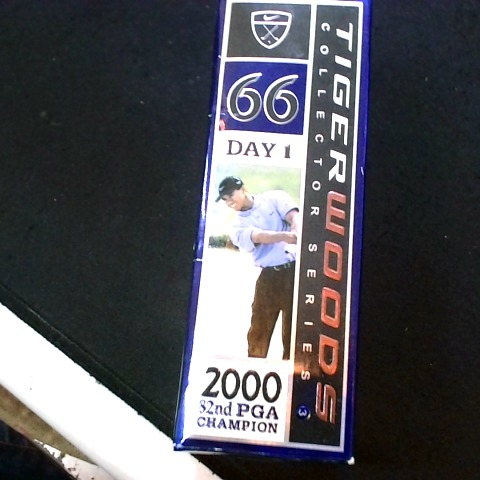 66
DAY 1
2000
82nd PGA
CHAMPION
TIGER WOODS
COLLECTOR SERIES
3